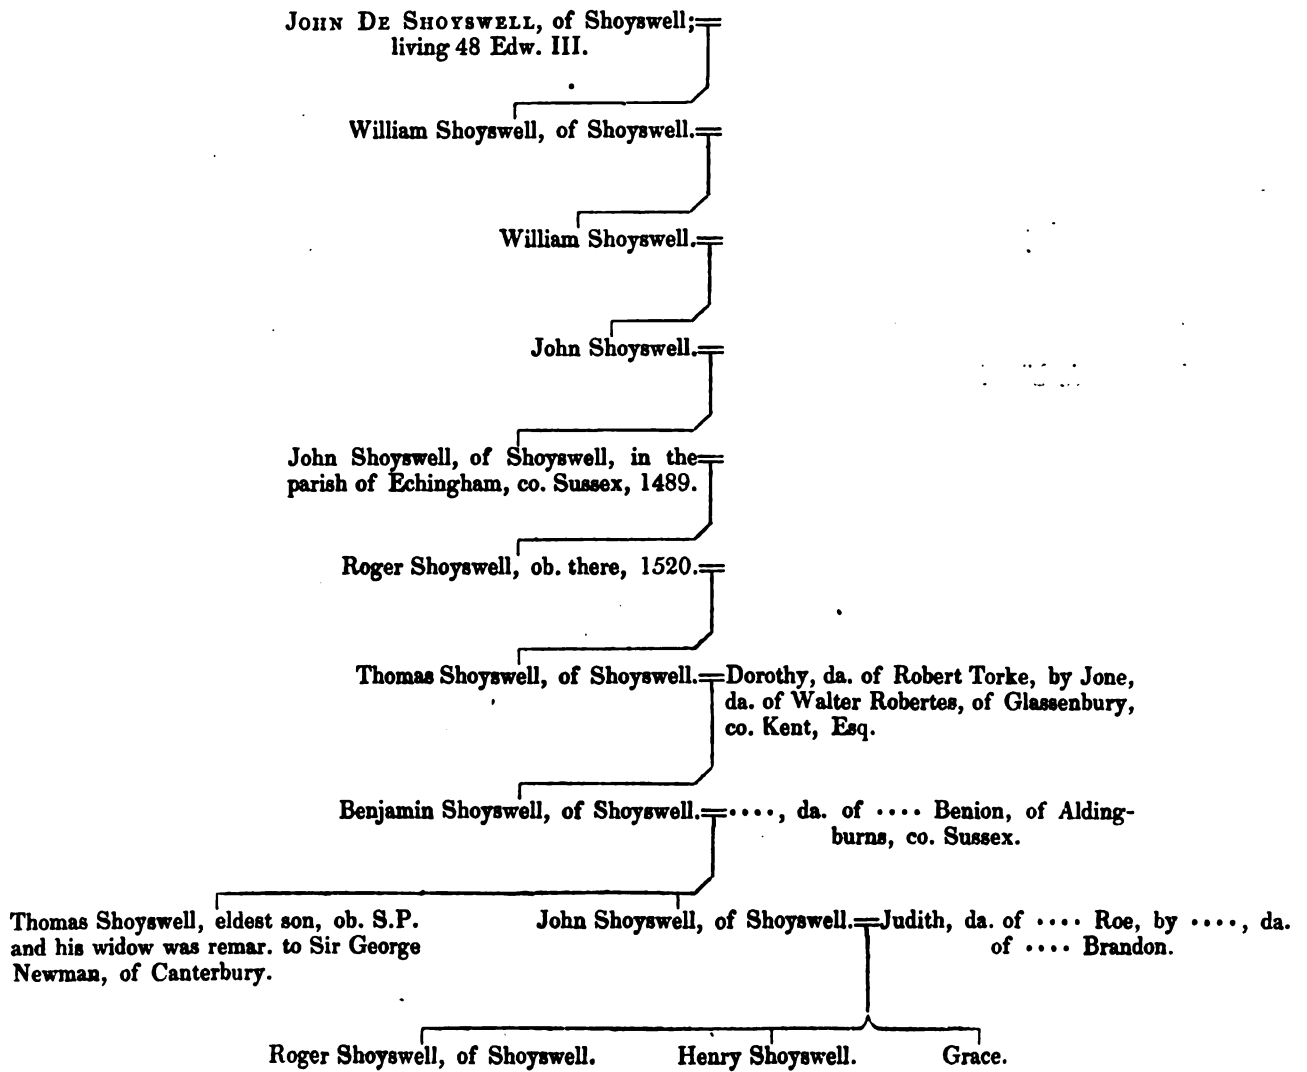 JOHN DE SHOYSWELL, of Shoyswell;=
living 48 Edw. III.
William Shoyswell, of Shoyswell.=
William Shoyswell.=
John Shoyswell.=
John Shoyswell, of Shoyswell, in the=
parish of Echingham, co. Sussex, 1489.
Roger Shoyswell, ob. there, 1520.=
Thomas Shoyswell, of Shoyswell.=Dorothy, da. of Robert Torke, by Jone,
da. of Walter Robertes, of Glassenbury,
co. Kent, Esq.
Benjamin Shoyswell, of Shoyswell.=...., da. of .... Benion, of Alding-
burns, co. Sussex.
Thomas Shoyswell, eldest son, ob. S.P.
and his widow was remar. to Sir George
Newman, of Canterbury.
John Shoyswell, of Shoyswell.=Judith, da. of .... Roe, by ...., da.
of .... Brandon.
Roger Shoyswell, of Shoyswell.
Henry Shoyswell.
Grace.